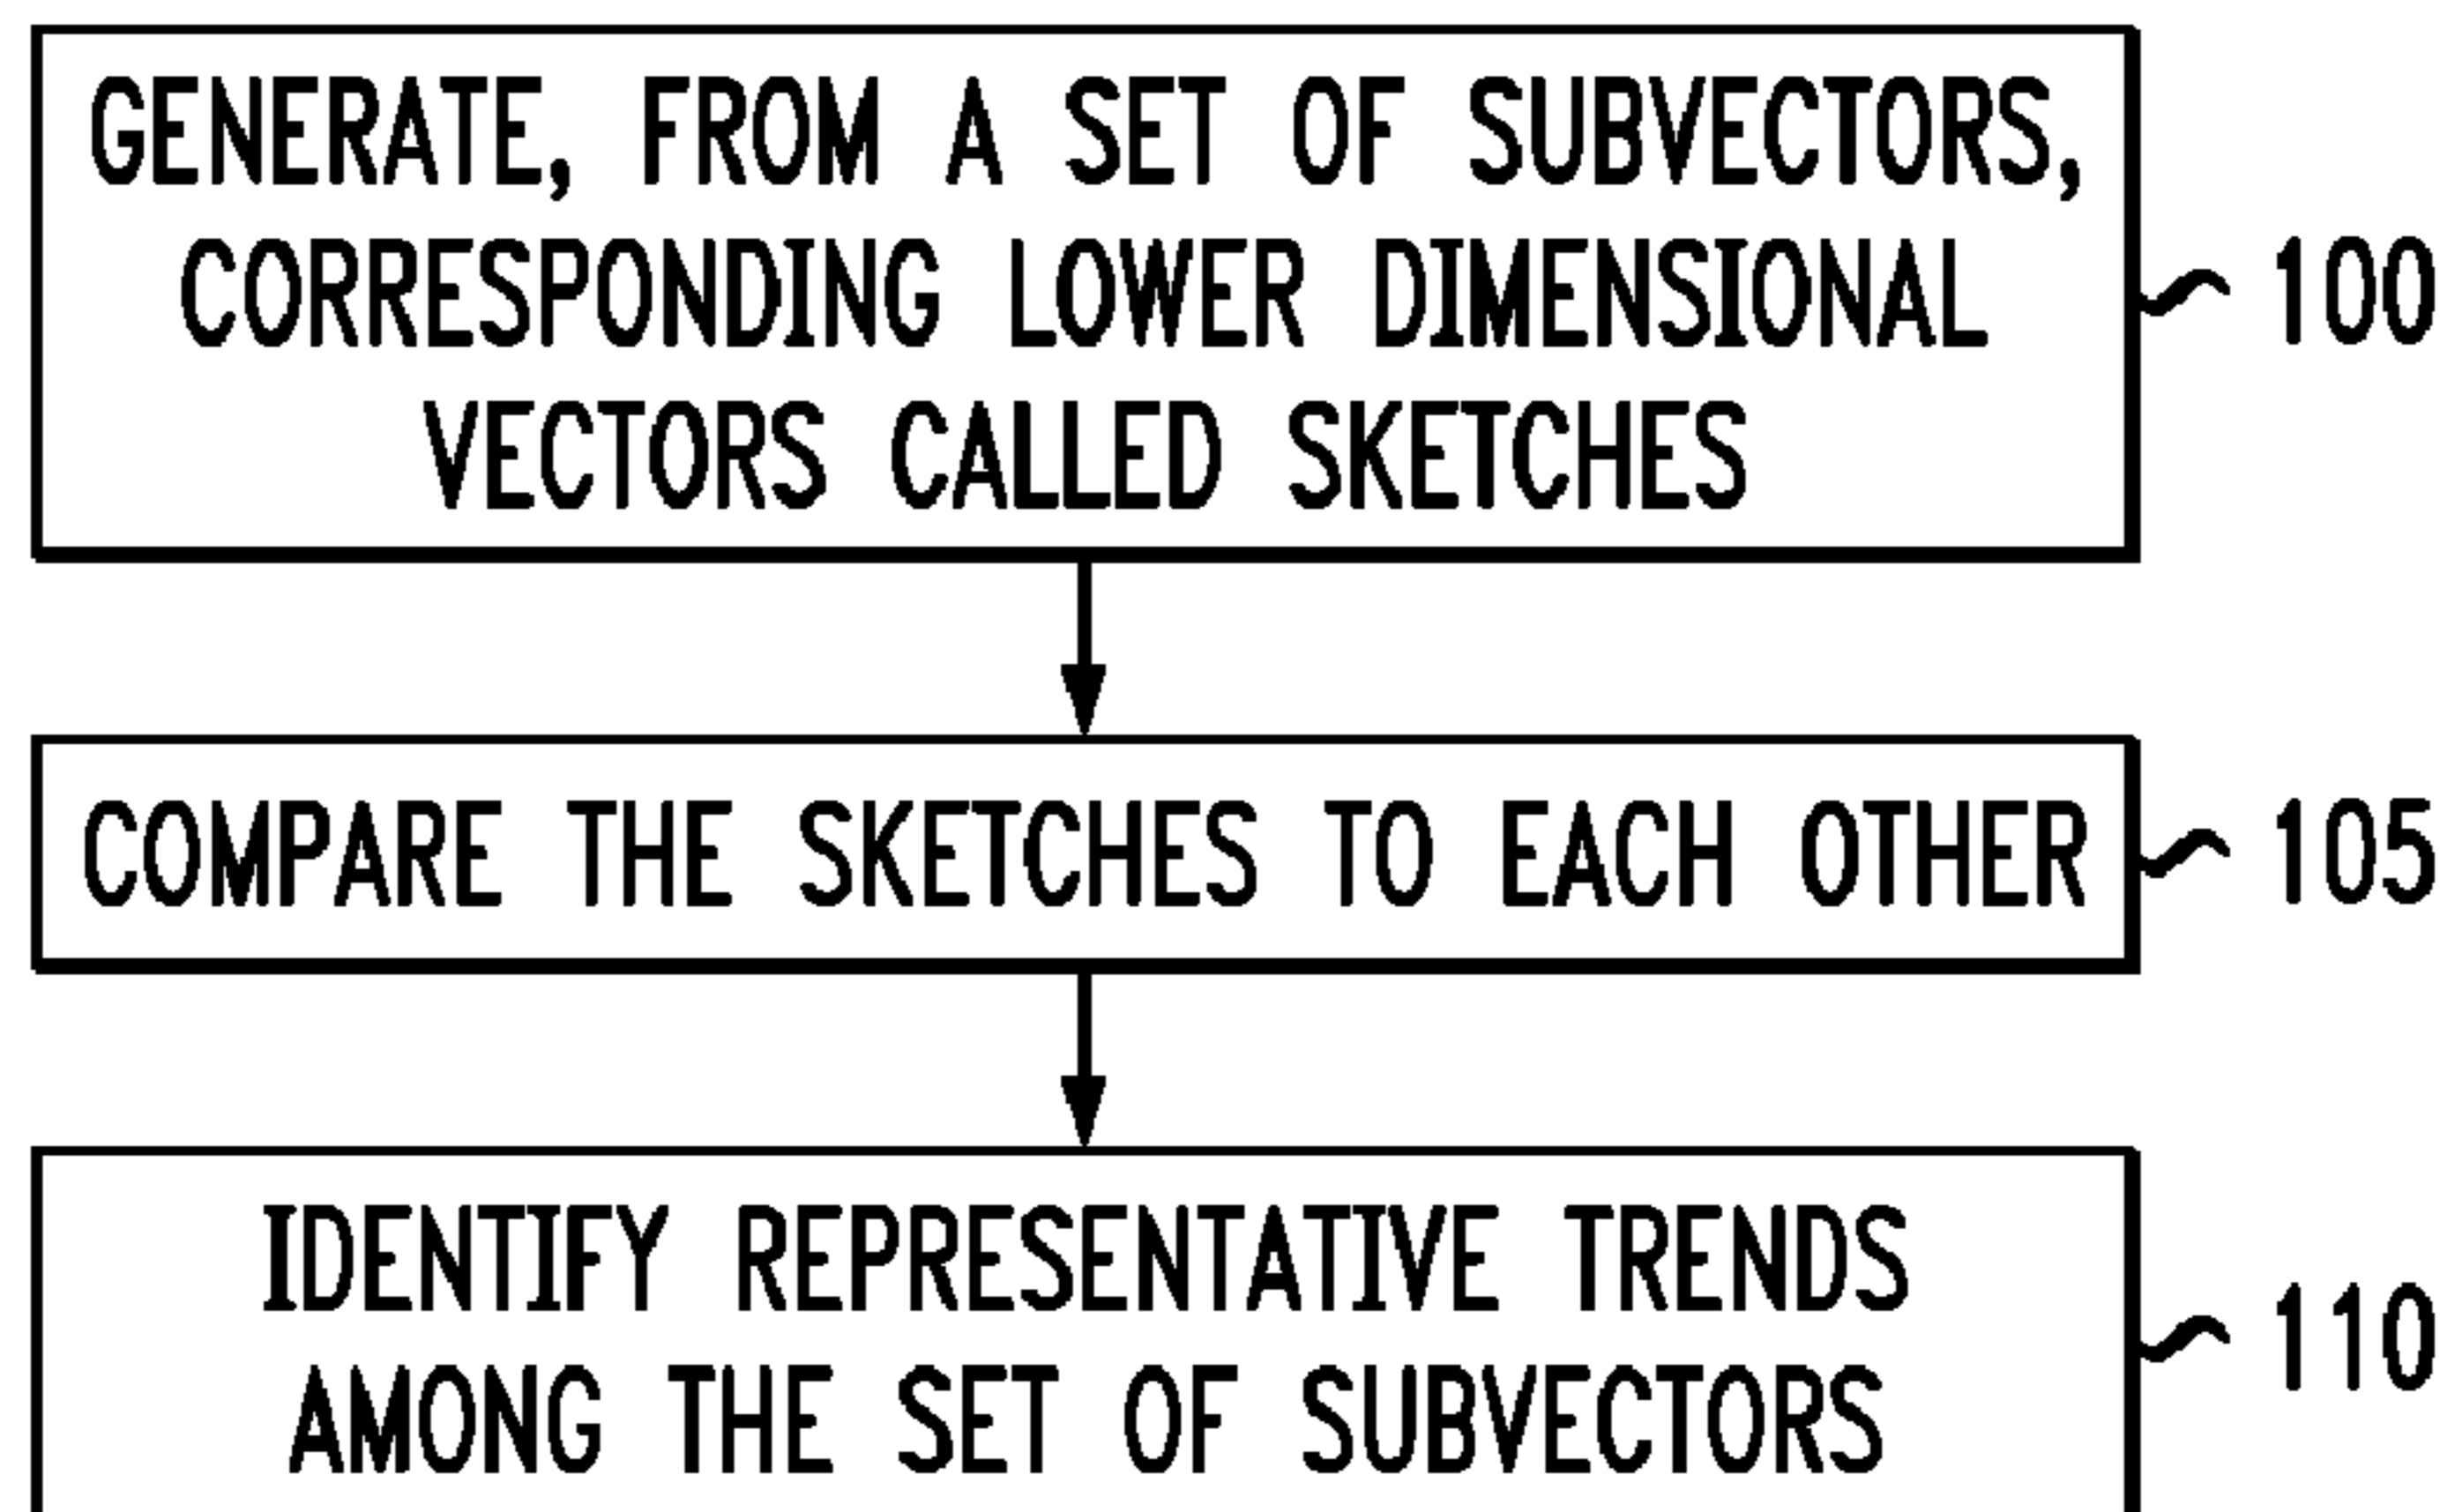 GENERATE, FROM A SET OF SUBVECTORS,
CORRESPONDING LOWER DIMENSIONAL
VECTORS CALLED SKETCHES
100
COMPARE THE SKETCHES TO EACH OTHER
105
IDENTIFY REPRESENTATIVE TRENDS
AMONG THE SET OF SUBVECTORS
110